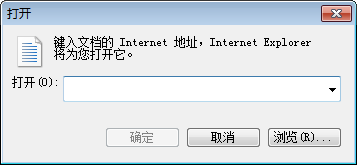 打开
键入文档的 Internet 地址，Internet Explorer
将为您打开它。
打开(O):
确定
取消
浏览(R)...